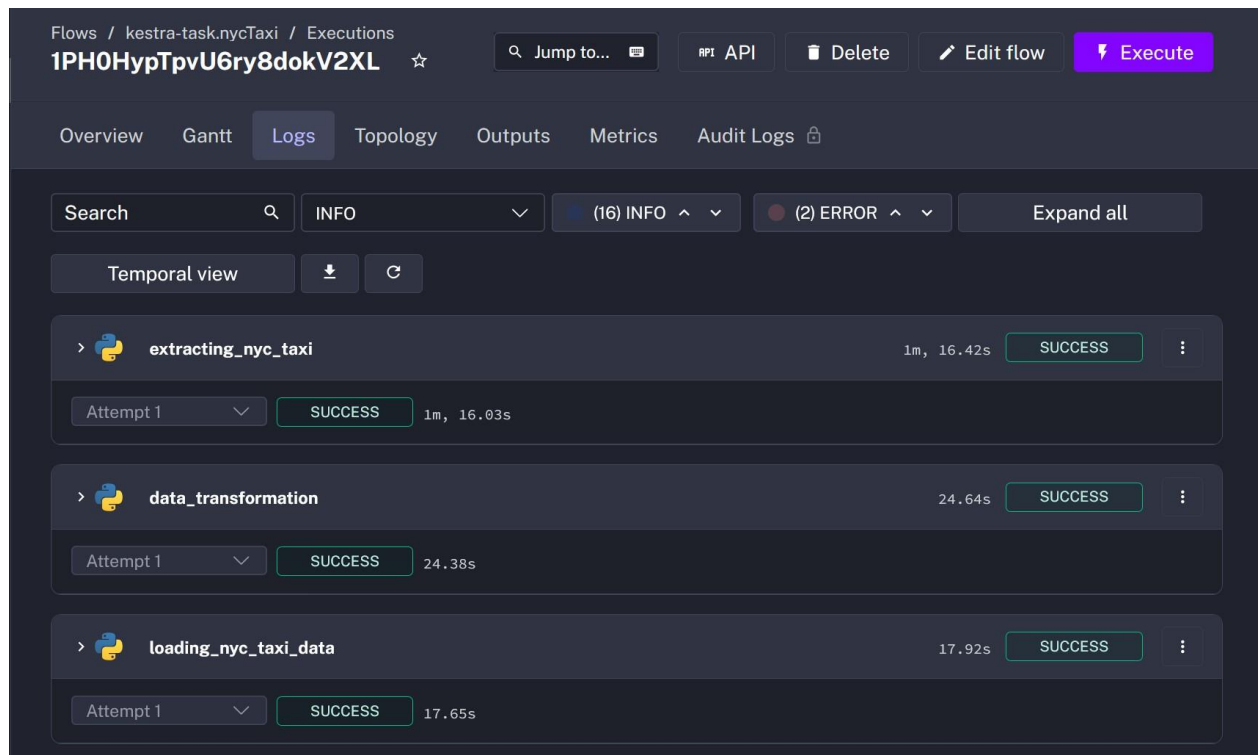 Flows / kestra-task.nycTaxi / Executions
1PH0HypTpvU6ry8dokV2XL
Jump to...
API API
Delete
Edit flow
Execute
Overview Gantt Logs Topology Outputs Metrics Audit Logs
Search
INFO
(16) INFO
(2) ERROR
Expand all
Temporal view
extracting_nyc_taxi 1m, 16.42s SUCCESS
Attempt 1 SUCCESS 1m, 16.03s
data_transformation 24.64s SUCCESS
Attempt 1 SUCCESS 24.38s
loading_nyc_taxi_data 17.92s SUCCESS
Attempt 1 SUCCESS 17.65s